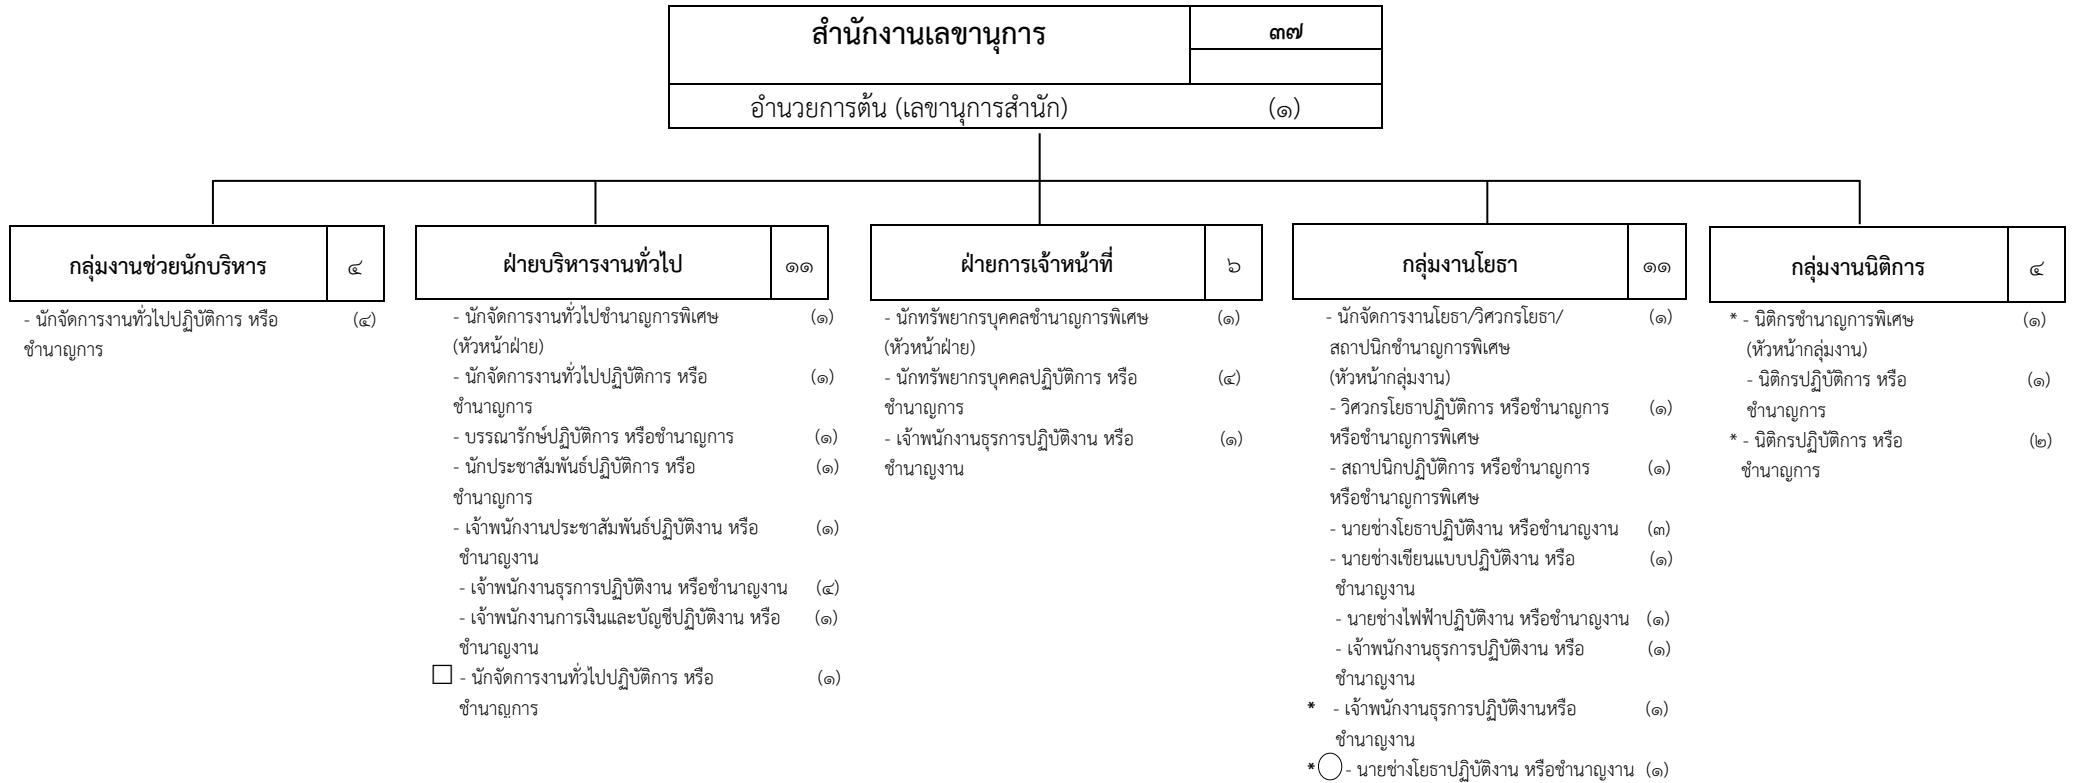 สำนักงานเลขานุการ ๓๗
อำนวยการต้น (เลขานุการสำนัก) (๑)
กลุ่มงานช่วยนักบริหาร ๔
- นักจัดการงานทั่วไปปฏิบัติการ หรือ (๔)
ชำนาญการ
ฝ่ายบริหารงานทั่วไป ๑๑
- นักจัดการงานทั่วไปชำนาญการพิเศษ (๑)
(หัวหน้าฝ่าย)
- นักจัดการงานทั่วไปปฏิบัติการ หรือ (๑)
ชำนาญการ
- บรรณารักษ์ปฏิบัติการ หรือชำนาญการ (๑)
- นักประชาสัมพันธ์ปฏิบัติการ หรือ (๑)
ชำนาญการ
- เจ้าพนักงานประชาสัมพันธ์ปฏิบัติงาน หรือ (๑)
ชำนาญงาน
- เจ้าพนักงานธุรการปฏิบัติงาน หรือชำนาญงาน (๔)
- เจ้าพนักงานการเงินและบัญชีปฏิบัติงาน หรือ (๑)
ชำนาญงาน
- นักจัดการงานทั่วไปปฏิบัติการ หรือ (๑)
ชำนาญการ
ฝ่ายการเจ้าหน้าที่ ๖
- นักทรัพยากรบุคคลชำนาญการพิเศษ (๑)
(หัวหน้าฝ่าย)
- นักทรัพยากรบุคคลปฏิบัติการ หรือ (๔)
ชำนาญการ
- เจ้าพนักงานธุรการปฏิบัติงาน หรือ (๑)
ชำนาญงาน
กลุ่มงานโยธา ๑๑
- นักจัดการงานโยธา/วิศวกรโยธา/ (๑)
สถาปนิกชำนาญการพิเศษ
(หัวหน้ากลุ่มงาน)
- วิศวกรโยธาปฏิบัติการ หรือชำนาญการ (๑)
หรือชำนาญการพิเศษ
- สถาปนิกปฏิบัติการ หรือชำนาญการ (๑)
หรือชำนาญการพิเศษ
- นายช่างโยธาปฏิบัติงาน หรือชำนาญงาน (๓)
- นายช่างเขียนแบบปฏิบัติงาน หรือ (๑)
ชำนาญงาน
- นายช่างไฟฟ้าปฏิบัติงาน หรือชำนาญงาน (๑)
- เจ้าพนักงานธุรการปฏิบัติงาน หรือ (๑)
ชำนาญงาน
* - เจ้าพนักงานธุรการปฏิบัติงานหรือ (๑)
ชำนาญงาน
* - นายช่างโยธาปฏิบัติงาน หรือชำนาญงาน (๑)
กลุ่มงานนิติการ ๔
* - นิติกรชำนาญการพิเศษ (๑)
(หัวหน้ากลุ่มงาน)
- นิติกรปฏิบัติการ หรือ (๑)
ชำนาญการ
* - นิติกรปฏิบัติการ หรือ (๒)
ชำนาญการ